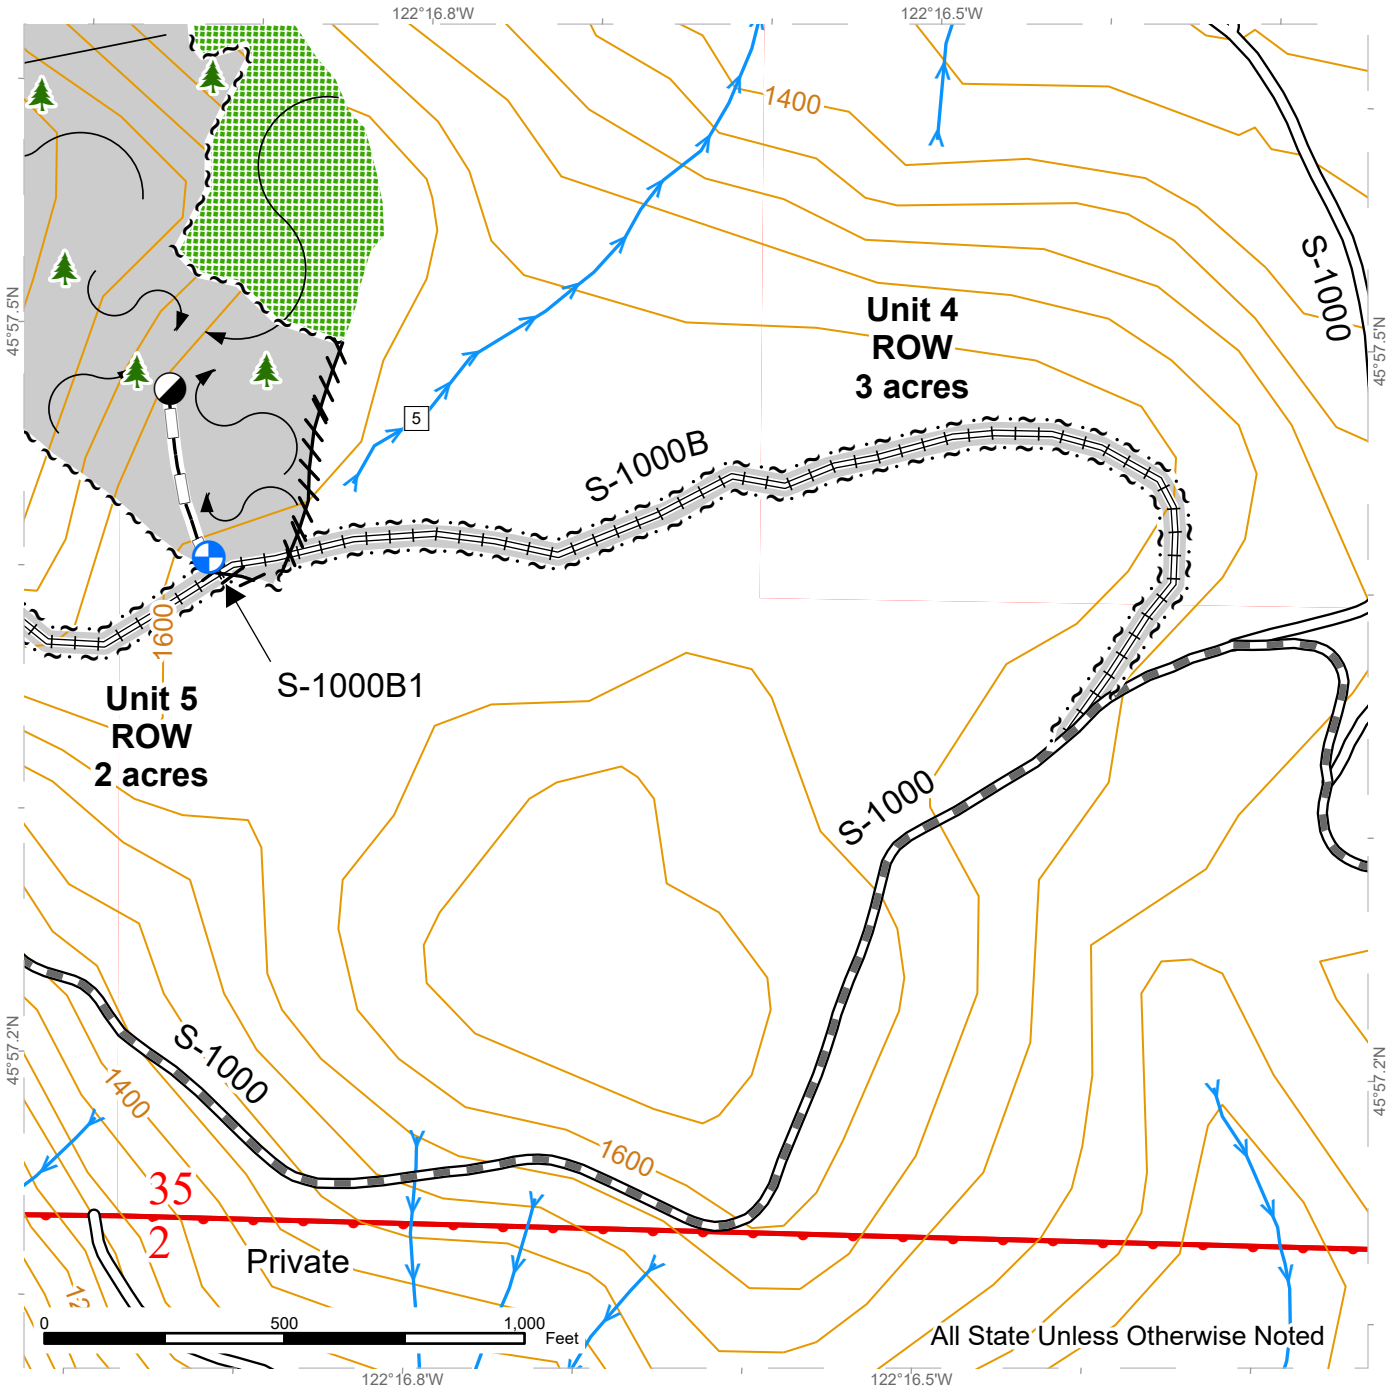 122°16.8'W
122°16.5'W
1400
S-1000
45°57.5'N
45°57.5'N
Unit 4
ROW
3 acres
5
S-1000B
1600
S-1000B1
Unit 5
ROW
2 acres
S-1000
45°57.2'N
45°57.2'N
S-1000
1400
1600
35
2
Private
0
500
1,000
Feet
All State Unless Otherwise Noted
122°16.8'W
122°16.5'W